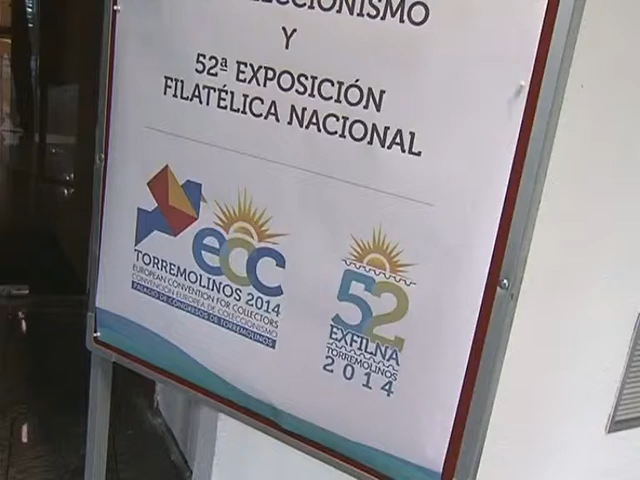 COLECCIONISMO
Y
52ª EXPOSICIÓN
FILATÉLICA NACIONAL
ecc
TORREMOLINOS 2014
EUROPEAN CONVENTION FOR COLLECTORS
CONVENCIÓN EUROPEA DE COLECCIONISMO
PALACIO DE CONGRESOS DE TORREMOLINOS
52
EXFILNA
TORREMOLINOS
2014